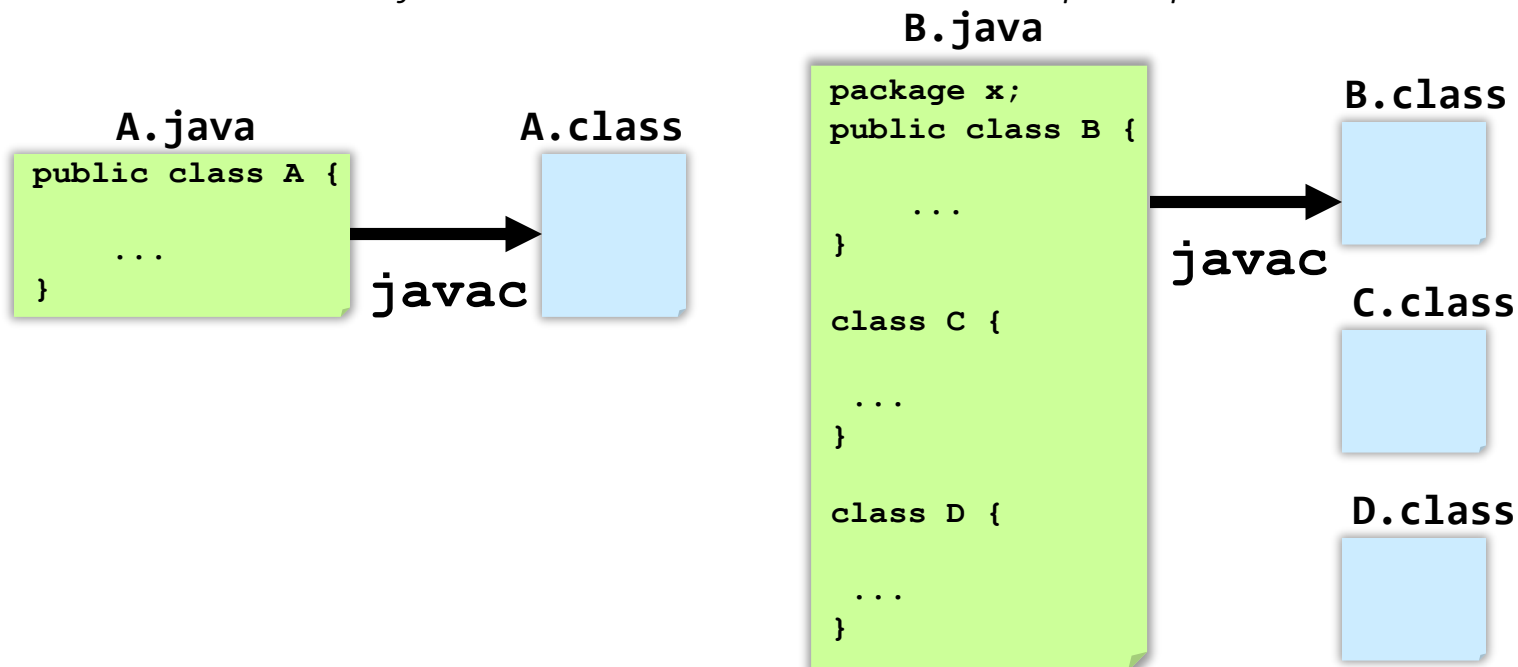 A.java
public class A {
...
}
javac
A.class
B.java
package x;
public class B {
...
}
class C {
...
}
class D {
...
}
javac
B.class
C.class
D.class